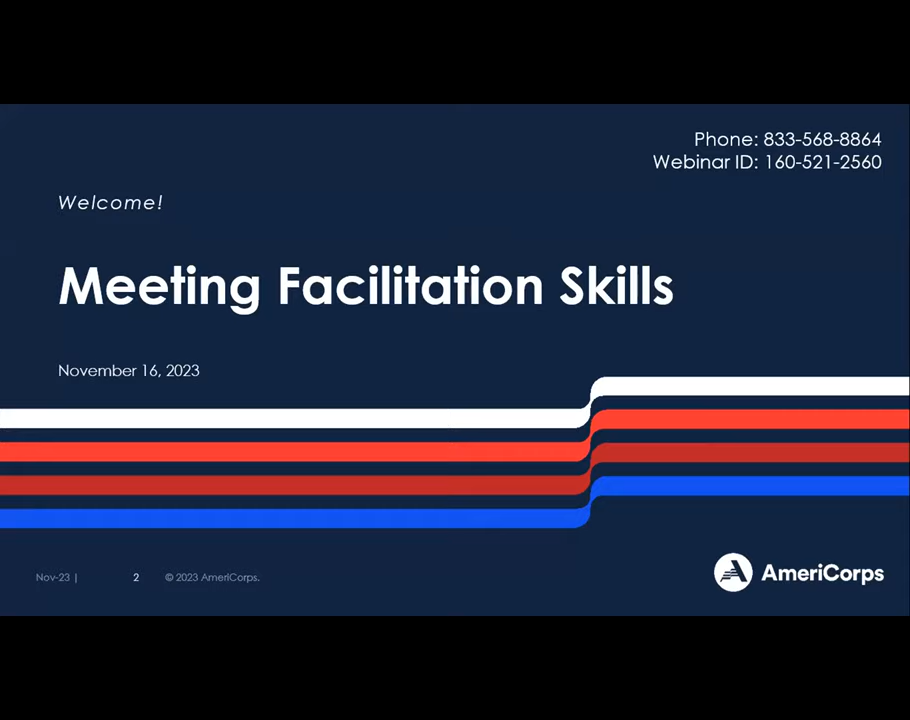 Phone: 833-568-8864
Webinar ID: 160-521-2560
Welcome!
Meeting Facilitation Skills
November 16, 2023
Nov-23 | 2 © 2023 AmeriCorps.
AmeriCorps